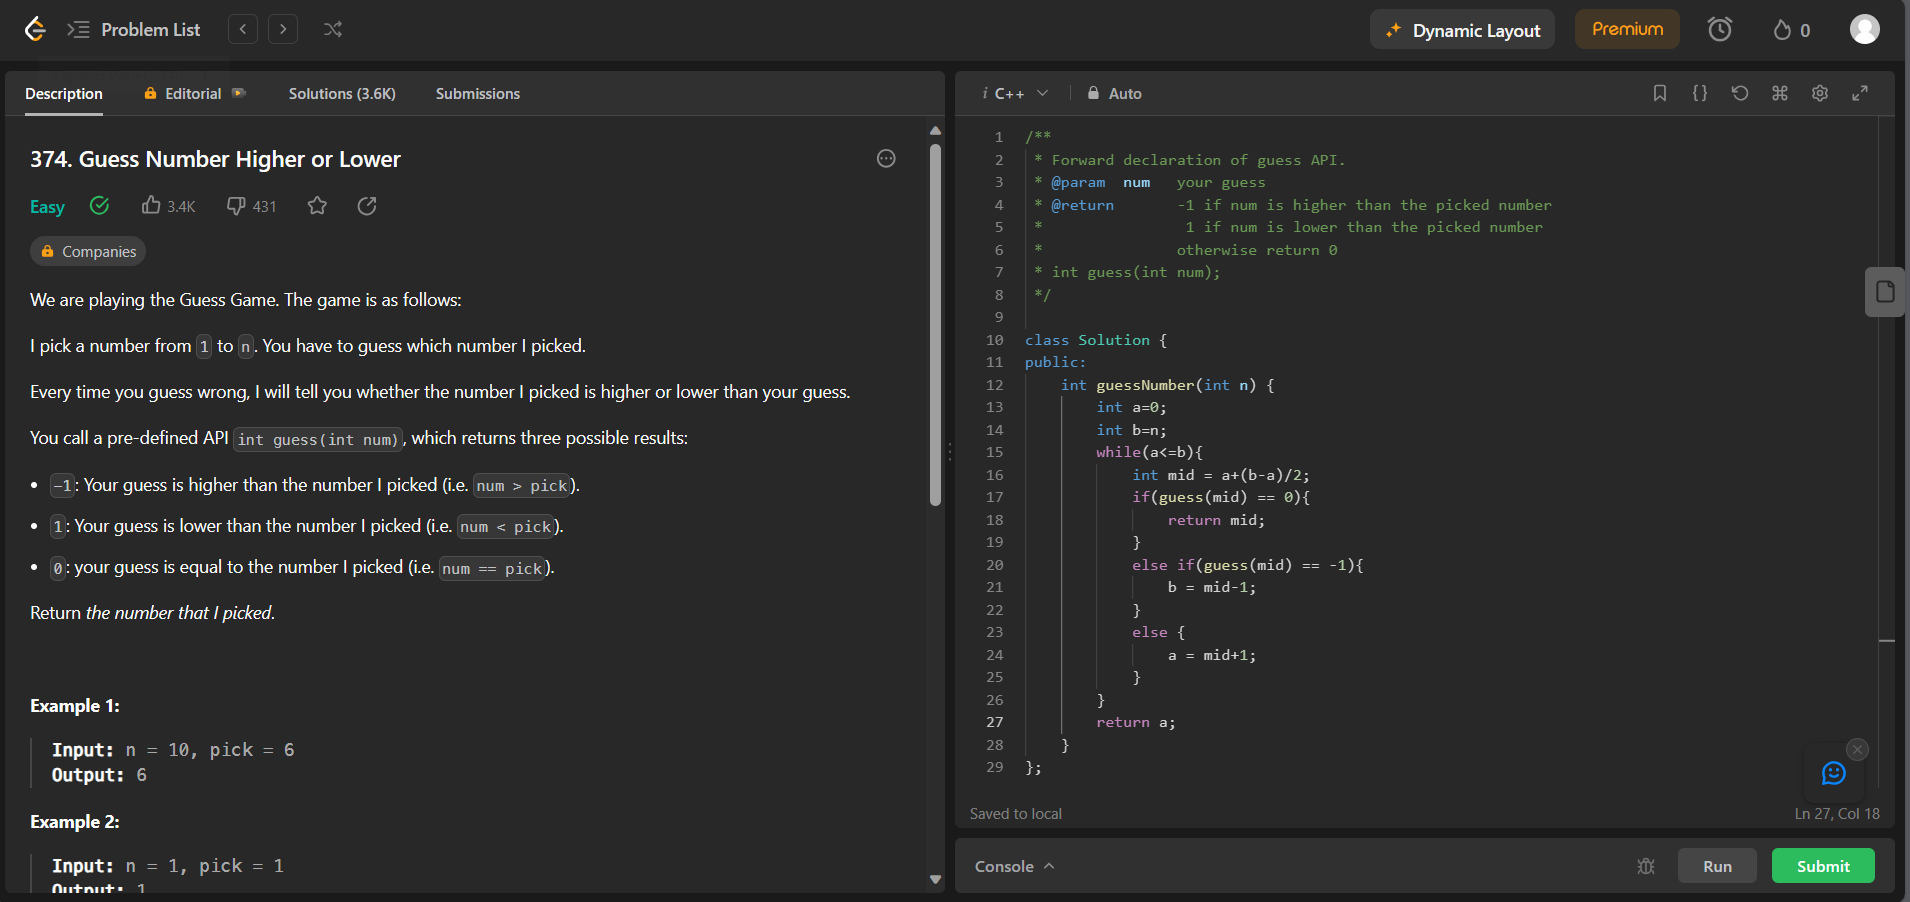 Problem List
Dynamic Layout
Premium
0
Description
Editorial
Solutions (3.6K)
Submissions
374. Guess Number Higher or Lower
Easy
3.4K
431
Companies
We are playing the Guess Game. The game is as follows:
I pick a number from 1 to n. You have to guess which number I picked.
Every time you guess wrong, I will tell you whether the number I picked is higher or lower than your guess.
You call a pre-defined API int guess(int num), which returns three possible results:
• -1: Your guess is higher than the number I picked (i.e. num > pick).
• 1: Your guess is lower than the number I picked (i.e. num < pick).
• 0: your guess is equal to the number I picked (i.e. num == pick).
Return the number that I picked.
Example 1:
Input: n = 10, pick = 6
Output: 6
Example 2:
Input: n = 1, pick = 1
Output: 1
i C++
Auto
1 /**
2 * Forward declaration of guess API.
3 * @param num your guess
4 * @return -1 if num is higher than the picked number
5 * 1 if num is lower than the picked number
6 * otherwise return 0
7 * int guess(int num);
8 */
9
10 class Solution {
11 public:
12 int guessNumber(int n) {
13 int a=0;
14 int b=n;
15 while(a<=b){
16 int mid = a+(b-a)/2;
17 if(guess(mid) == 0){
18 return mid;
19 }
20 else if(guess(mid) == -1){
21 b = mid-1;
22 }
23 else {
24 a = mid+1;
25 }
26 }
27 return a;
28 }
29 };
Saved to local
Ln 27, Col 18
Console
Run
Submit